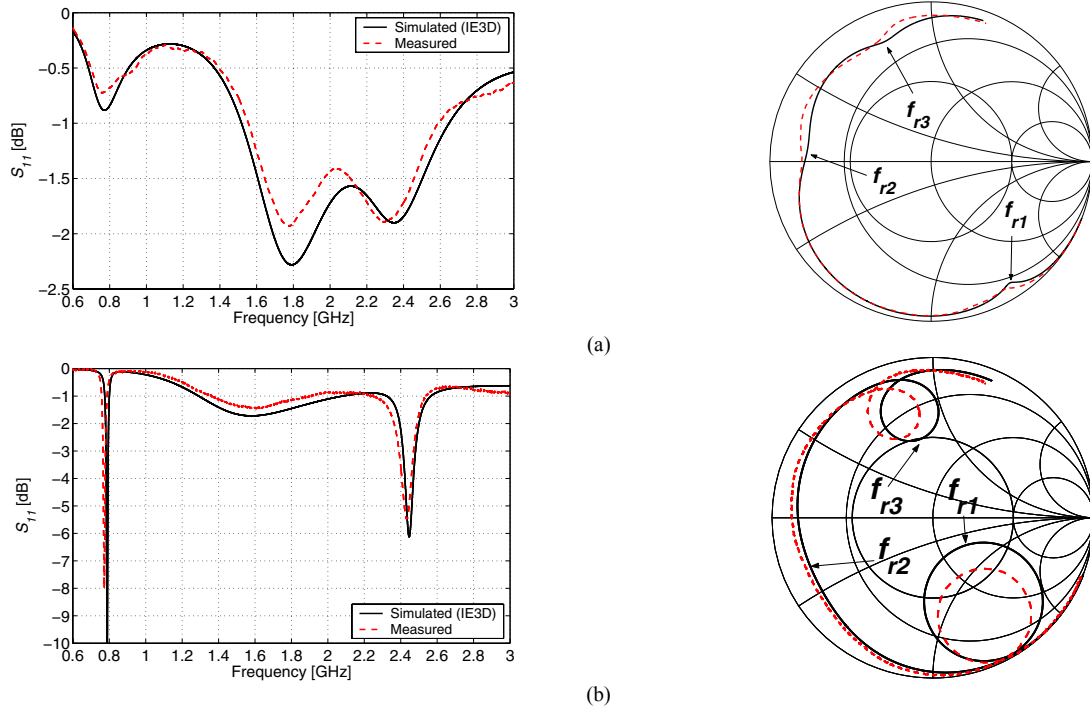 0
−0.5
−1
−1.5
−2
−2.5
S11 [dB]
Simulated (IE3D)
Measured
0.6 0.8 1 1.2 1.4 1.6 1.8 2 2.2 2.4 2.6 2.8 3
Frequency [GHz]
fr3
fr2
fr1
(a)
0
−1
−2
−3
−4
−5
−6
−7
−8
−9
−10
S11 [dB]
Simulated (IE3D)
Measured
0.6 0.8 1 1.2 1.4 1.6 1.8 2 2.2 2.4 2.6 2.8 3
Frequency [GHz]
fr3 fr1
fr2
(b)